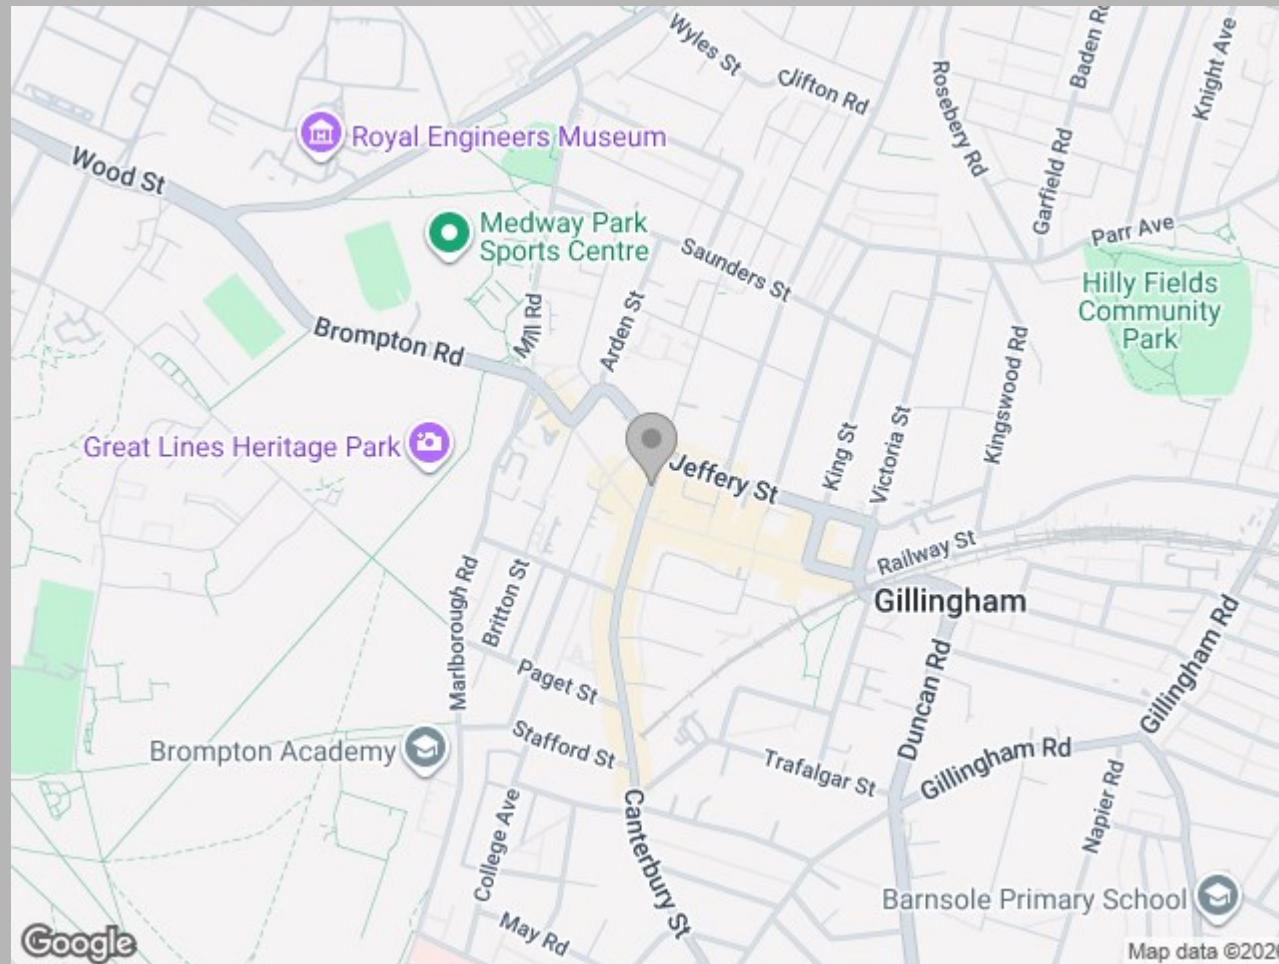 Wyles St
Clifton Rd
Baden Rd
Knight Ave
Rosebery Rd
Royal Engineers Museum
Wood St
Garfield Rd
Medway Park
Sports Centre
Parr Ave
Saunders St
Hilly Fields
Community
Park
Mill Rd
Arden St
Brompton Rd
Kingswood Rd
Great Lines Heritage Park
King St
Victoria St
Jeffery St
Railway St
Gillingham
Marlborough Rd
Britton St
Gillingham Rd
Paget St
Duncan Rd
Stafford St
Brompton Academy
Trafalgar St
Gillingham Rd
Napier Rd
College Ave
Canterbury St
Barnsole Primary School
May Rd
Google
Map data ©2026